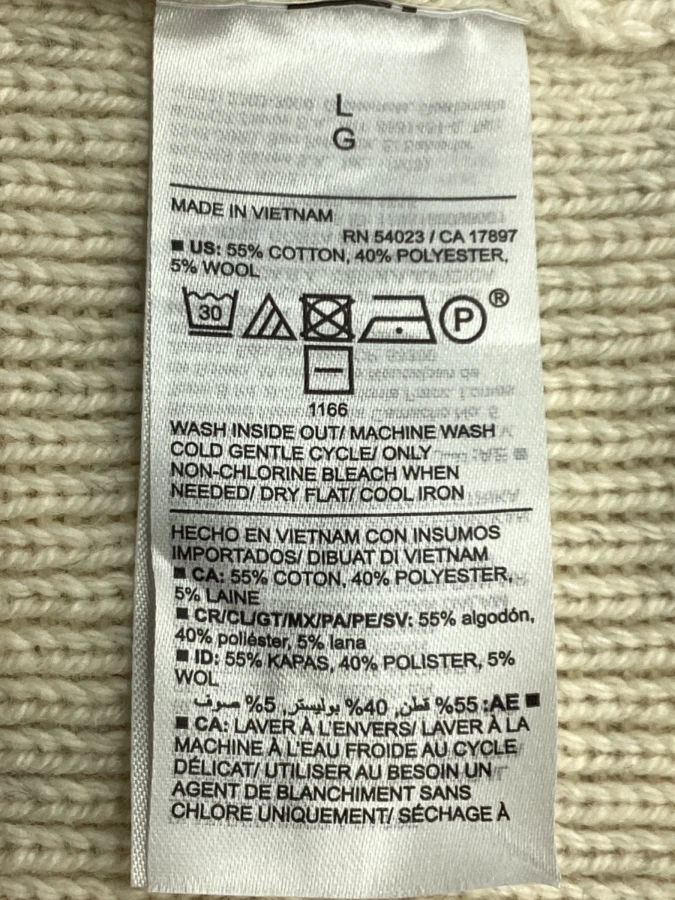 L
G
MADE IN VIETNAM
RN 54023 / CA 17897
■ US: 55% COTTON, 40% POLYESTER,
5% WOOL
30 P ®
1166
WASH INSIDE OUT/ MACHINE WASH
COLD GENTLE CYCLE/ ONLY
NON-CHLORINE BLEACH WHEN
NEEDED/ DRY FLAT/ COOL IRON
HECHO EN VIETNAM CON INSUMOS
IMPORTADOS/ DIBUAT DI VIETNAM
■ CA: 55% COTON, 40% POLYESTER,
5% LAINE
■ CR/CL/GT/MX/PA/PE/SV: 55% algodón,
40% poliéster, 5% lana
■ ID: 55% KAPAS, 40% POLISTER, 5%
WOL
■ AE: 55% قطن, 40% بوليستر, 5% صوف
■ CA: LAVER À L'ENVERS/ LAVER À LA
MACHINE À L'EAU FROIDE AU CYCLE
DÉLICAT/ UTILISER AU BESOIN UN
AGENT DE BLANCHIMENT SANS
CHLORE UNIQUEMENT/ SÉCHAGE À